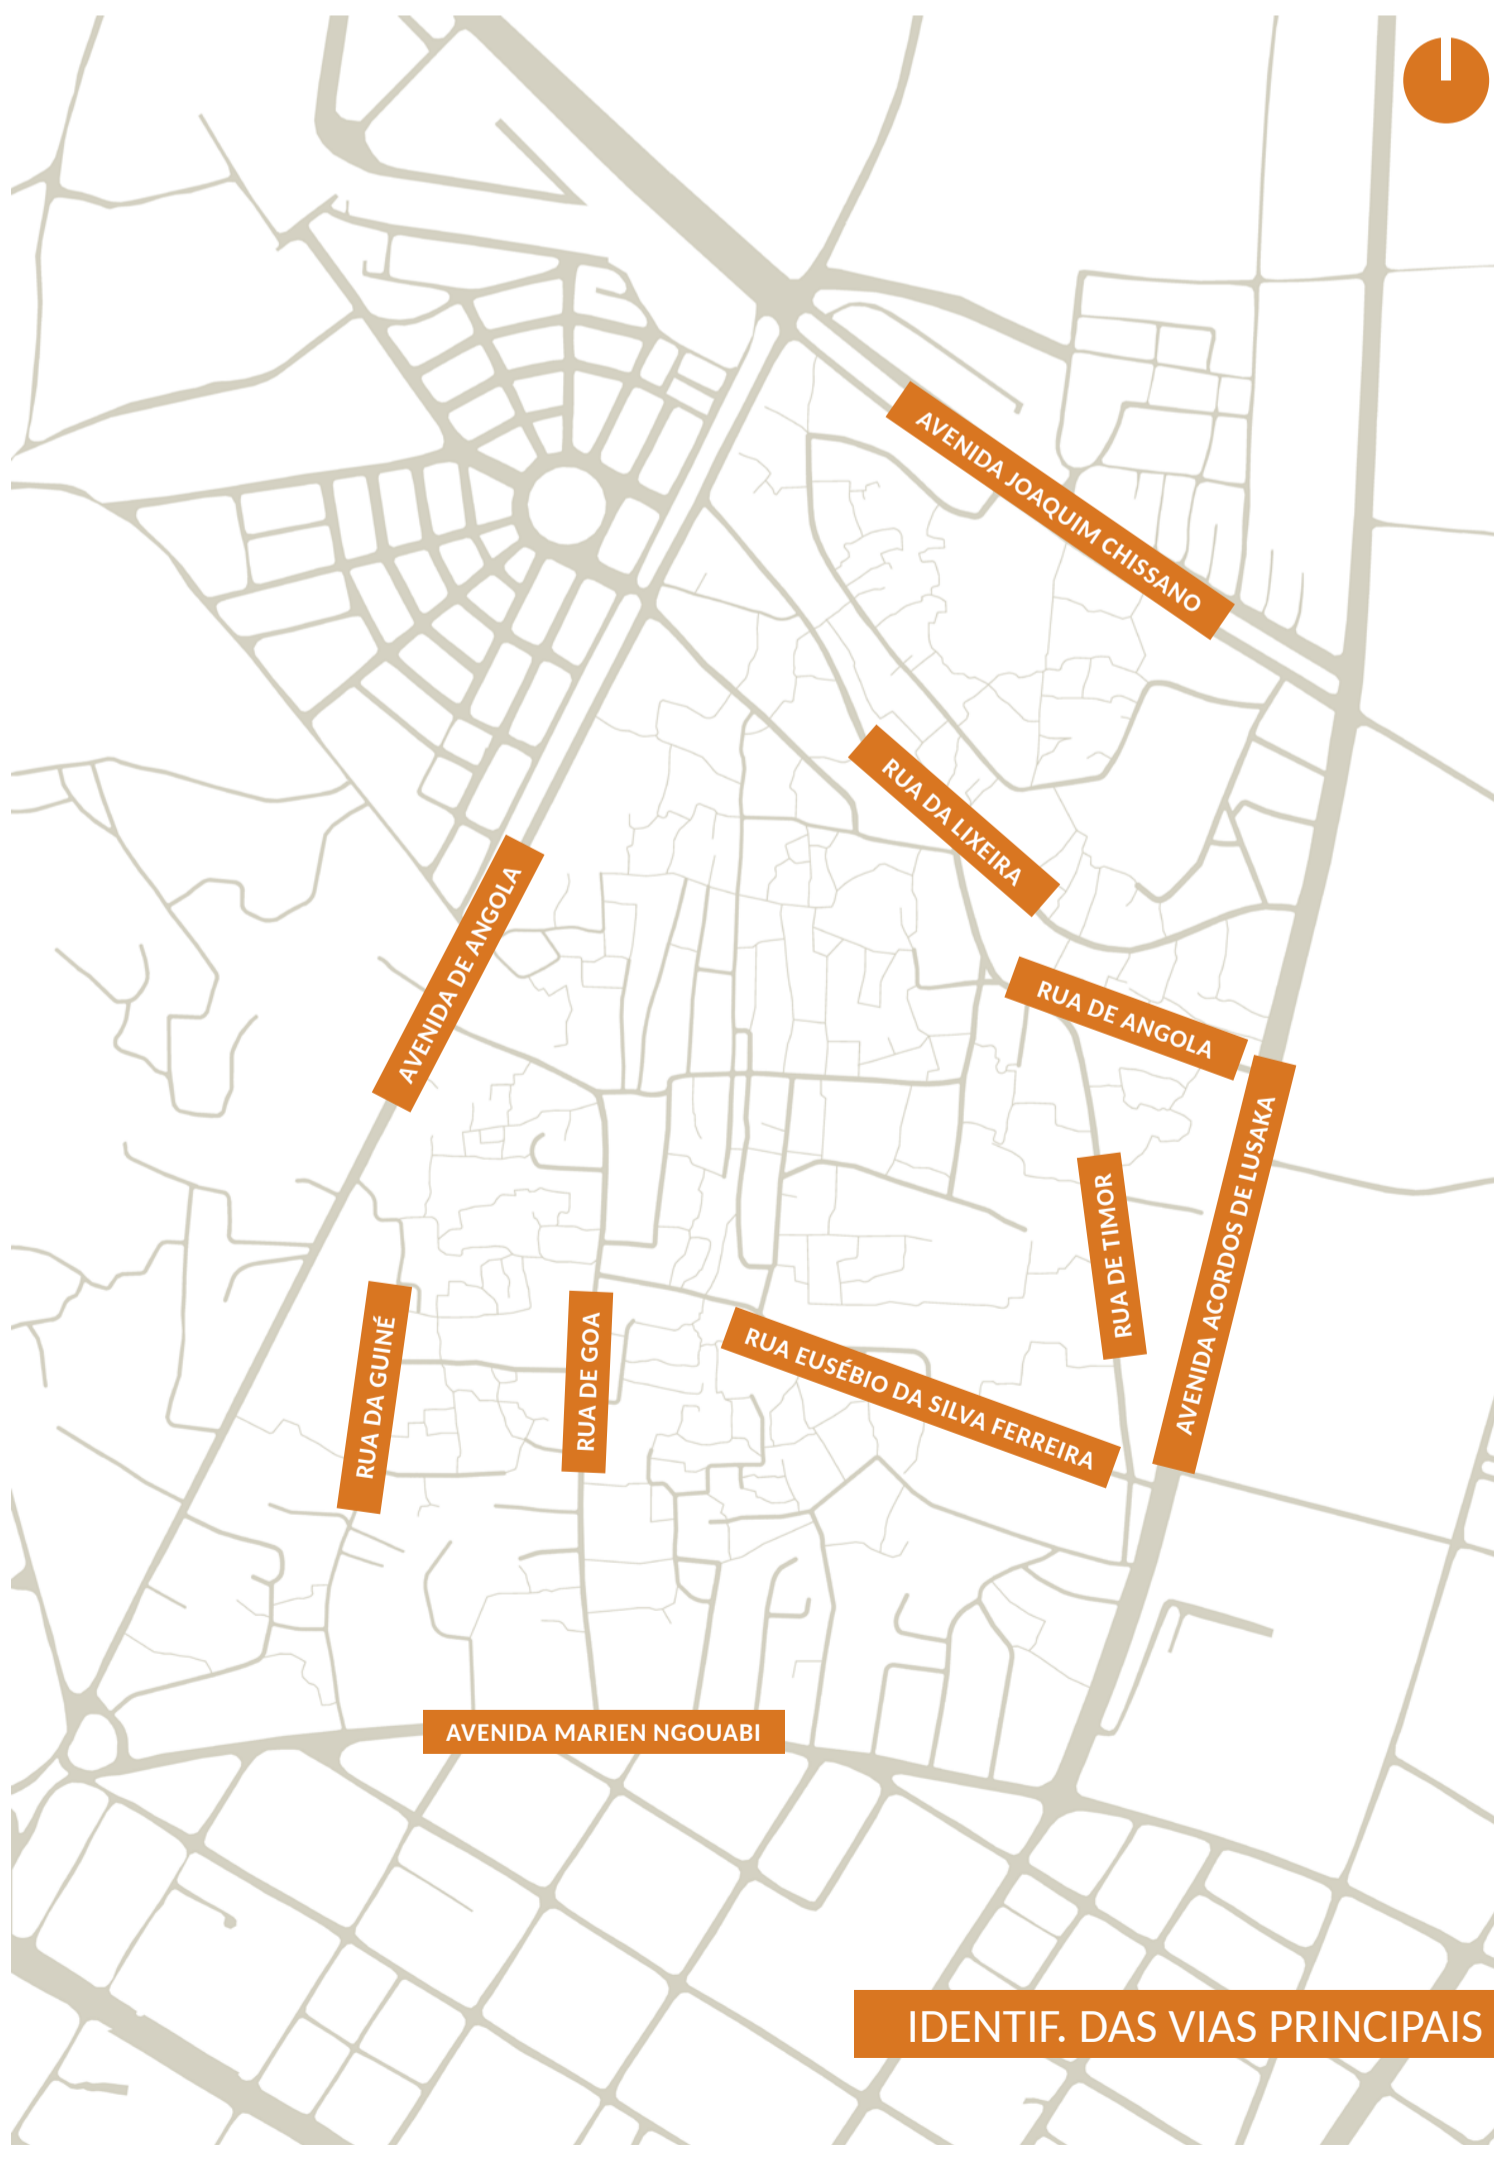 AVENIDA JOAQUIM CHISSANO
RUA DA LIXEIRA
AVENIDA DE ANGOLA
RUA DE ANGOLA
AVENIDA ACORDOS DE LUSAKA
RUA DE TIMOR
RUA DA GUINÉ
RUA DE GOA
RUA EUSÉBIO DA SILVA FERREIRA
AVENIDA MARIEN NGOUABI
IDENTIF. DAS VIAS PRINCIPAIS